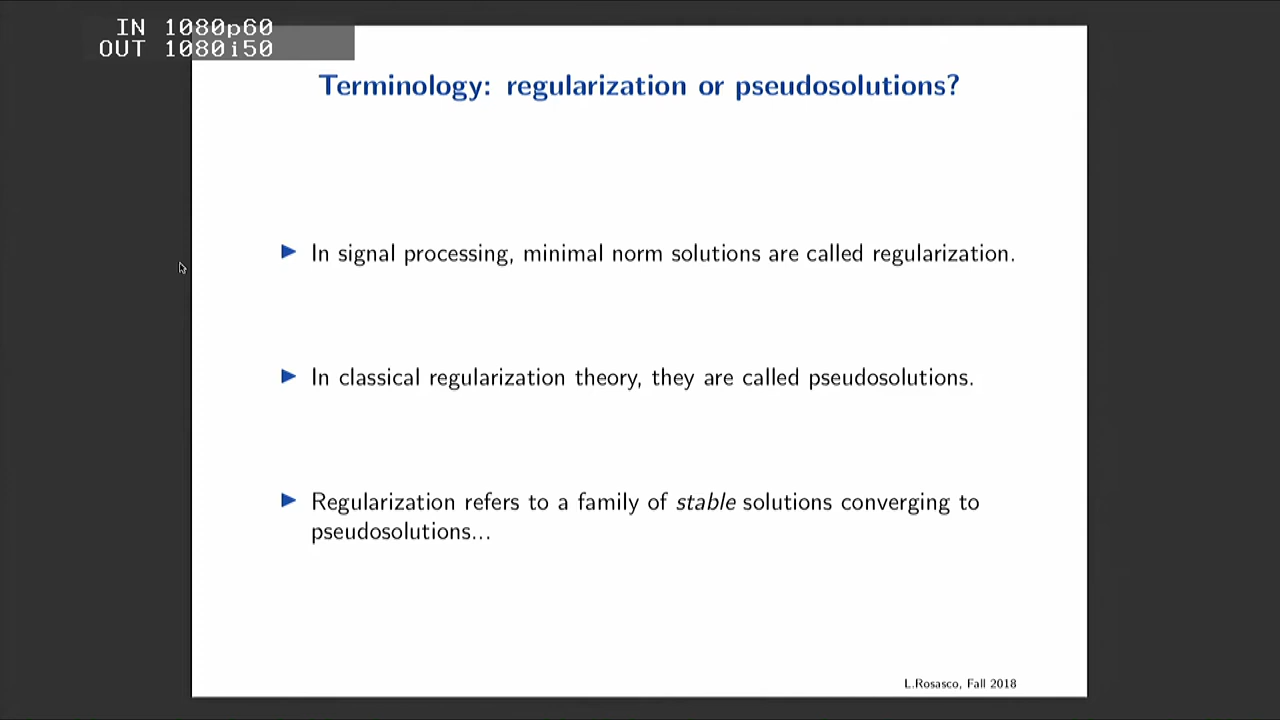 IN 1080p60
OUT 1080i50
Terminology: regularization or pseudosolutions?
In signal processing, minimal norm solutions are called regularization.
In classical regularization theory, they are called pseudosolutions.
Regularization refers to a family of stable solutions converging to
pseudosolutions...
L.Rosasco, Fall 2018